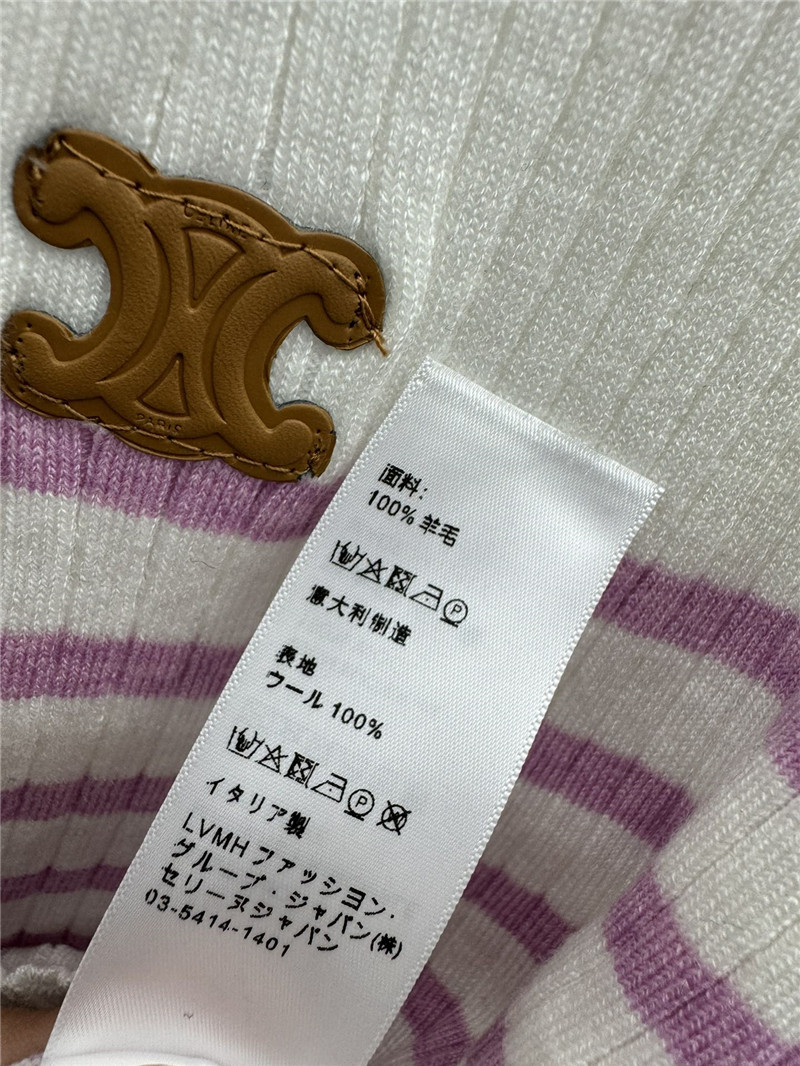 CELINE
PARIS
面料:
100% 羊毛
P
意大利制造
表地
ウール 100%
P
イタリア製
LVMH ファッション・
グループ・ジャパン(株)
セリーヌジャパン
03-5414-1401